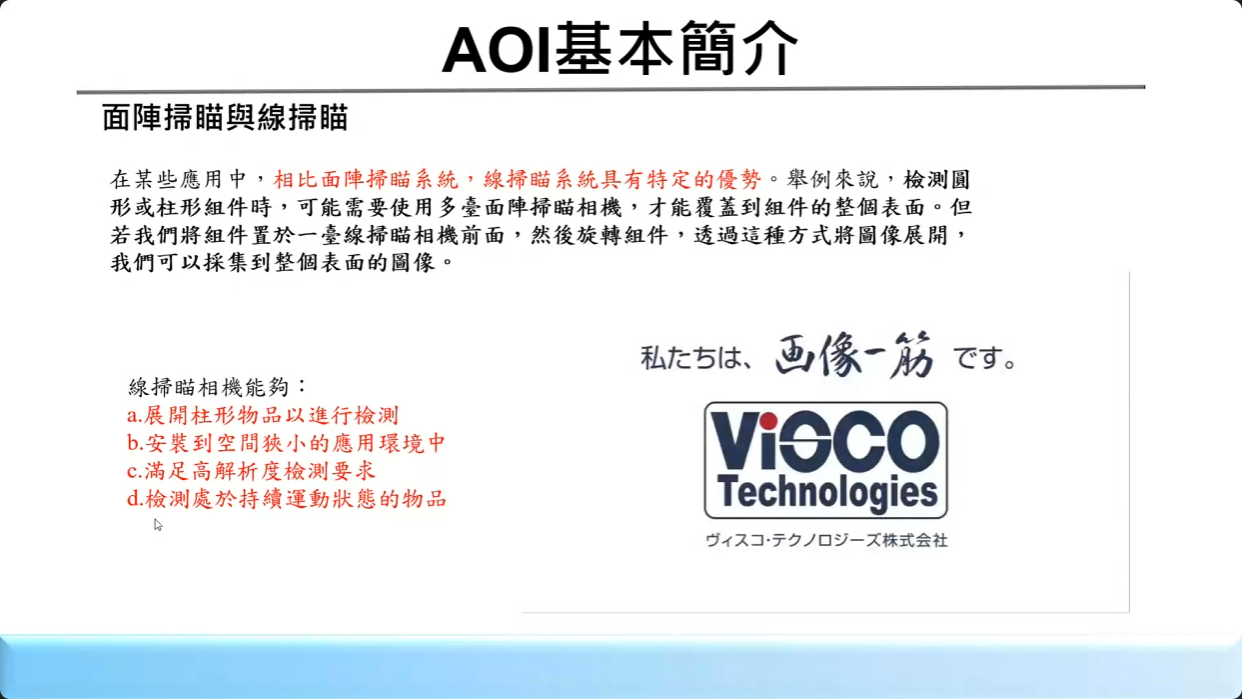 AOI基本簡介
面陣掃瞄與線掃瞄
在某些應用中，相比面陣掃瞄系統，線掃瞄系統具有特定的優勢。舉例來說，檢測圓
形或柱形組件時，可能需要使用多臺面陣掃瞄相機，才能覆蓋到組件的整個表面。但
若我們將組件置於一臺線掃瞄相機前面，然後旋轉組件，透過這種方式將圖像展開，
我們可以採集到整個表面的圖像。
線掃瞄相機能夠：
a.展開柱形物品以進行檢測
b.安裝到空間狹小的應用環境中
c.滿足高解析度檢測要求
d.檢測處於持續運動狀態的物品
私たちは、画像一筋です。
ViSCO
Technologies
ヴィスコ・テクノロジーズ株式会社